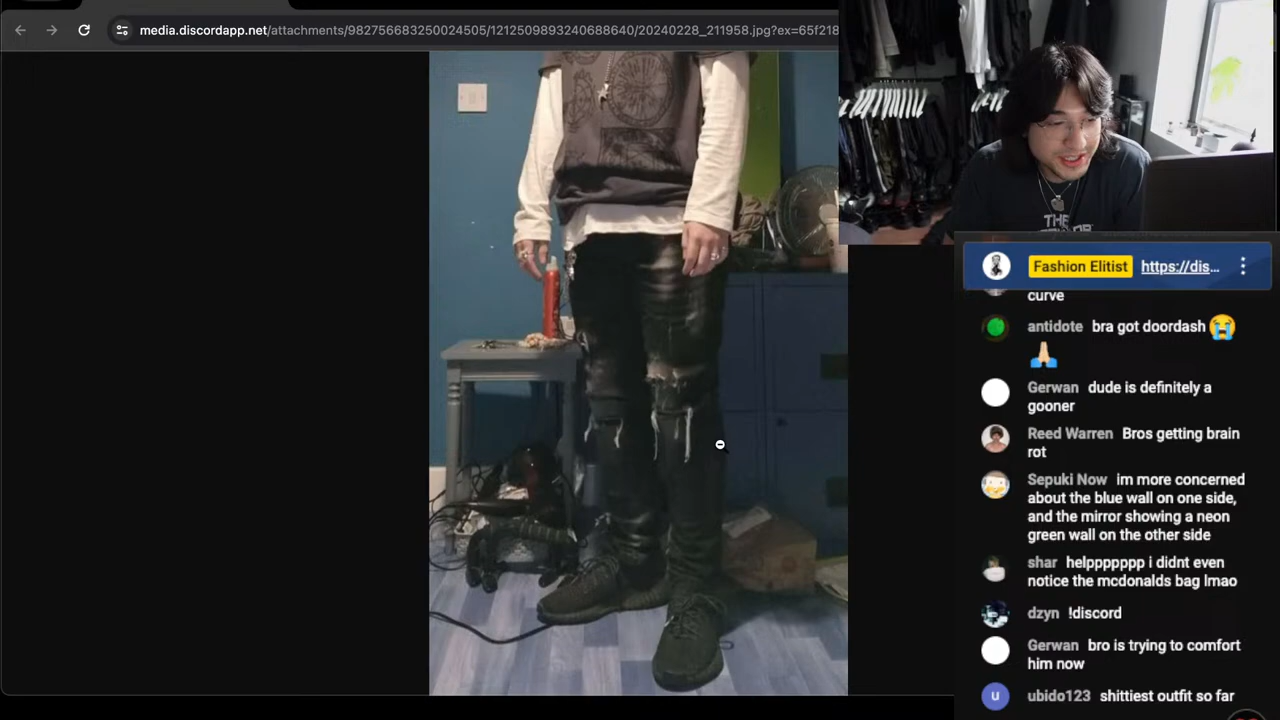 media.discordapp.net/attachments/982756683250024505/1212509893240688640/20240228_211958.jpg?ex=65f218
THE
Fashion Elitist https://dis...
curve
antidote bra got doordash 😭
🙏🏼
Gerwan dude is definitely a
gooner
Reed Warren Bros getting brain
rot
Sepuki Now im more concerned
about the blue wall on one side,
and the mirror showing a neon
green wall on the other side
shar helppppppp i didnt even
notice the mcdonalds bag lmao
dzyn !discord
Gerwan bro is trying to comfort
him now
U ubido123 shittiest outfit so far